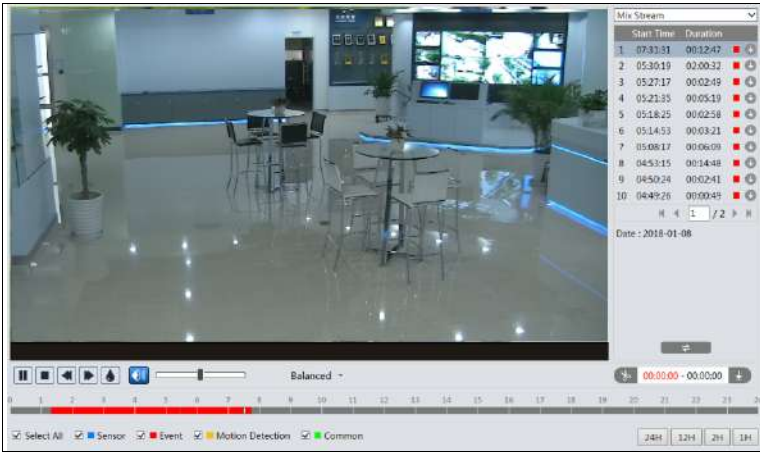 Mix Stream
Start Time Duration
1 07:31:31 00:12:47
2 05:30:19 02:00:32
3 05:27:17 00:02:49
4 05:21:35 00:05:19
5 05:18:25 00:02:58
6 05:14:53 00:03:21
7 05:08:17 00:06:09
8 04:53:15 00:14:48
9 04:50:24 00:02:41
10 04:49:26 00:00:49
1 / 2
Date : 2018-01-08
Balanced
00:00:00 - 00:00:00
0 1 2 3 4 5 6 7 8 9 10 11 12 13 14 15 16 17 18 19 20 21 22 23
Select All Sensor Event Motion Detection Common
24H 12H 2H 1H